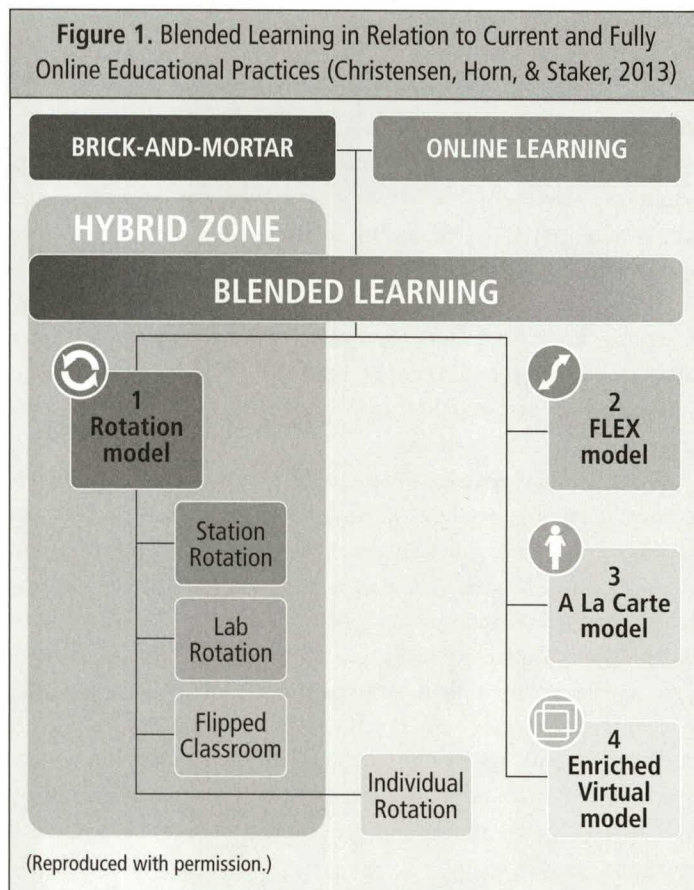 Figure 1. Blended Learning in Relation to Current and Fully
Online Educational Practices (Christensen, Horn, & Staker, 2013)
BRICK-AND-MORTAR
ONLINE LEARNING
HYBRID ZONE
BLENDED LEARNING
1
Rotation
model
Station
Rotation
Lab
Rotation
Flipped
Classroom
Individual
Rotation
2
FLEX
model
3
A La Carte
model
4
Enriched
Virtual
model
(Reproduced with permission.)